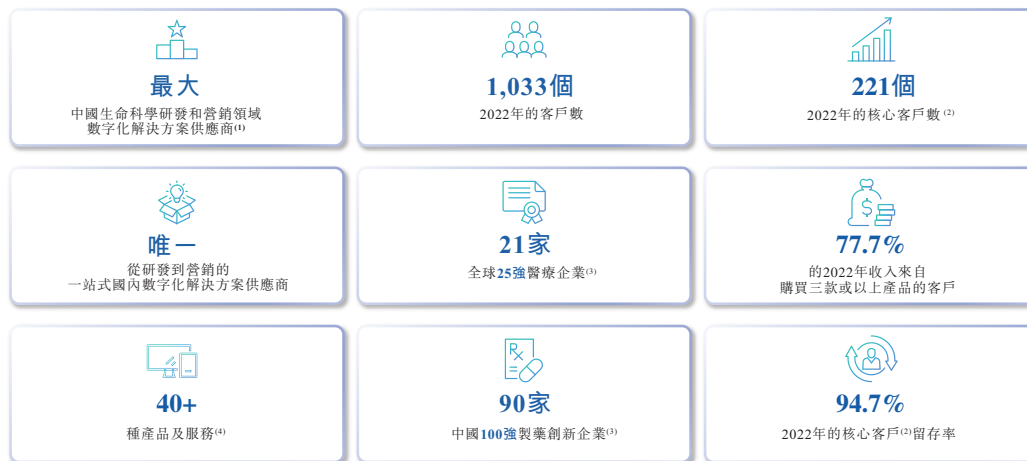 最大
中國生命科學研發和營銷領域
數字化解決方案供應商(1)
1,033個
2022年的客戶數
221個
2022年的核心客戶數(2)
唯一
從研發到營銷的
一站式國內數字化解決方案供應商
21家
全球25強醫療企業(3)
$
77.7%
的2022年收入來自
購買三款或以上產品的客戶
40+
種產品及服務(4)
Rx
90家
中國100強製藥創新企業(3)
94.7%
2022年的核心客戶(2)留存率